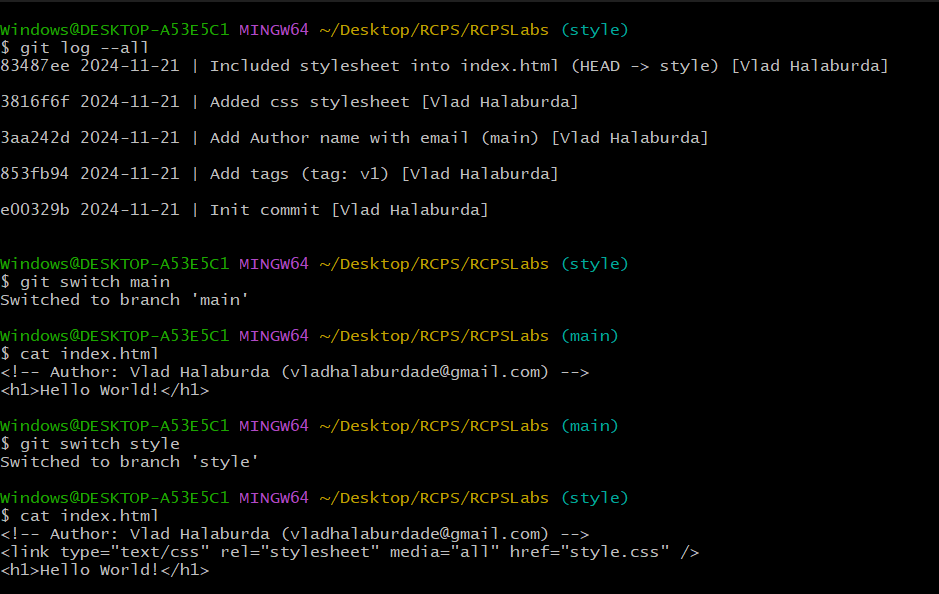 Windows@DESKTOP-A53E5C1 MINGW64 ~/Desktop/RCPS/RCPSLabs (style)
$ git log --all
83487ee 2024-11-21 | Included stylesheet into index.html (HEAD -> style) [Vlad Halaburda]
3816f6f 2024-11-21 | Added css stylesheet [Vlad Halaburda]
3aa242d 2024-11-21 | Add Author name with email (main) [Vlad Halaburda]
853fb94 2024-11-21 | Add tags (tag: v1) [Vlad Halaburda]
e00329b 2024-11-21 | Init commit [Vlad Halaburda]
Windows@DESKTOP-A53E5C1 MINGW64 ~/Desktop/RCPS/RCPSLabs (style)
$ git switch main
Switched to branch 'main'
Windows@DESKTOP-A53E5C1 MINGW64 ~/Desktop/RCPS/RCPSLabs (main)
$ cat index.html
<!-- Author: Vlad Halaburda (vladhalaburdade@gmail.com) -->
<h1>Hello World!</h1>
Windows@DESKTOP-A53E5C1 MINGW64 ~/Desktop/RCPS/RCPSLabs (main)
$ git switch style
Switched to branch 'style'
Windows@DESKTOP-A53E5C1 MINGW64 ~/Desktop/RCPS/RCPSLabs (style)
$ cat index.html
<!-- Author: Vlad Halaburda (vladhalaburdade@gmail.com) -->
<link type="text/css" rel="stylesheet" media="all" href="style.css" />
<h1>Hello World!</h1>